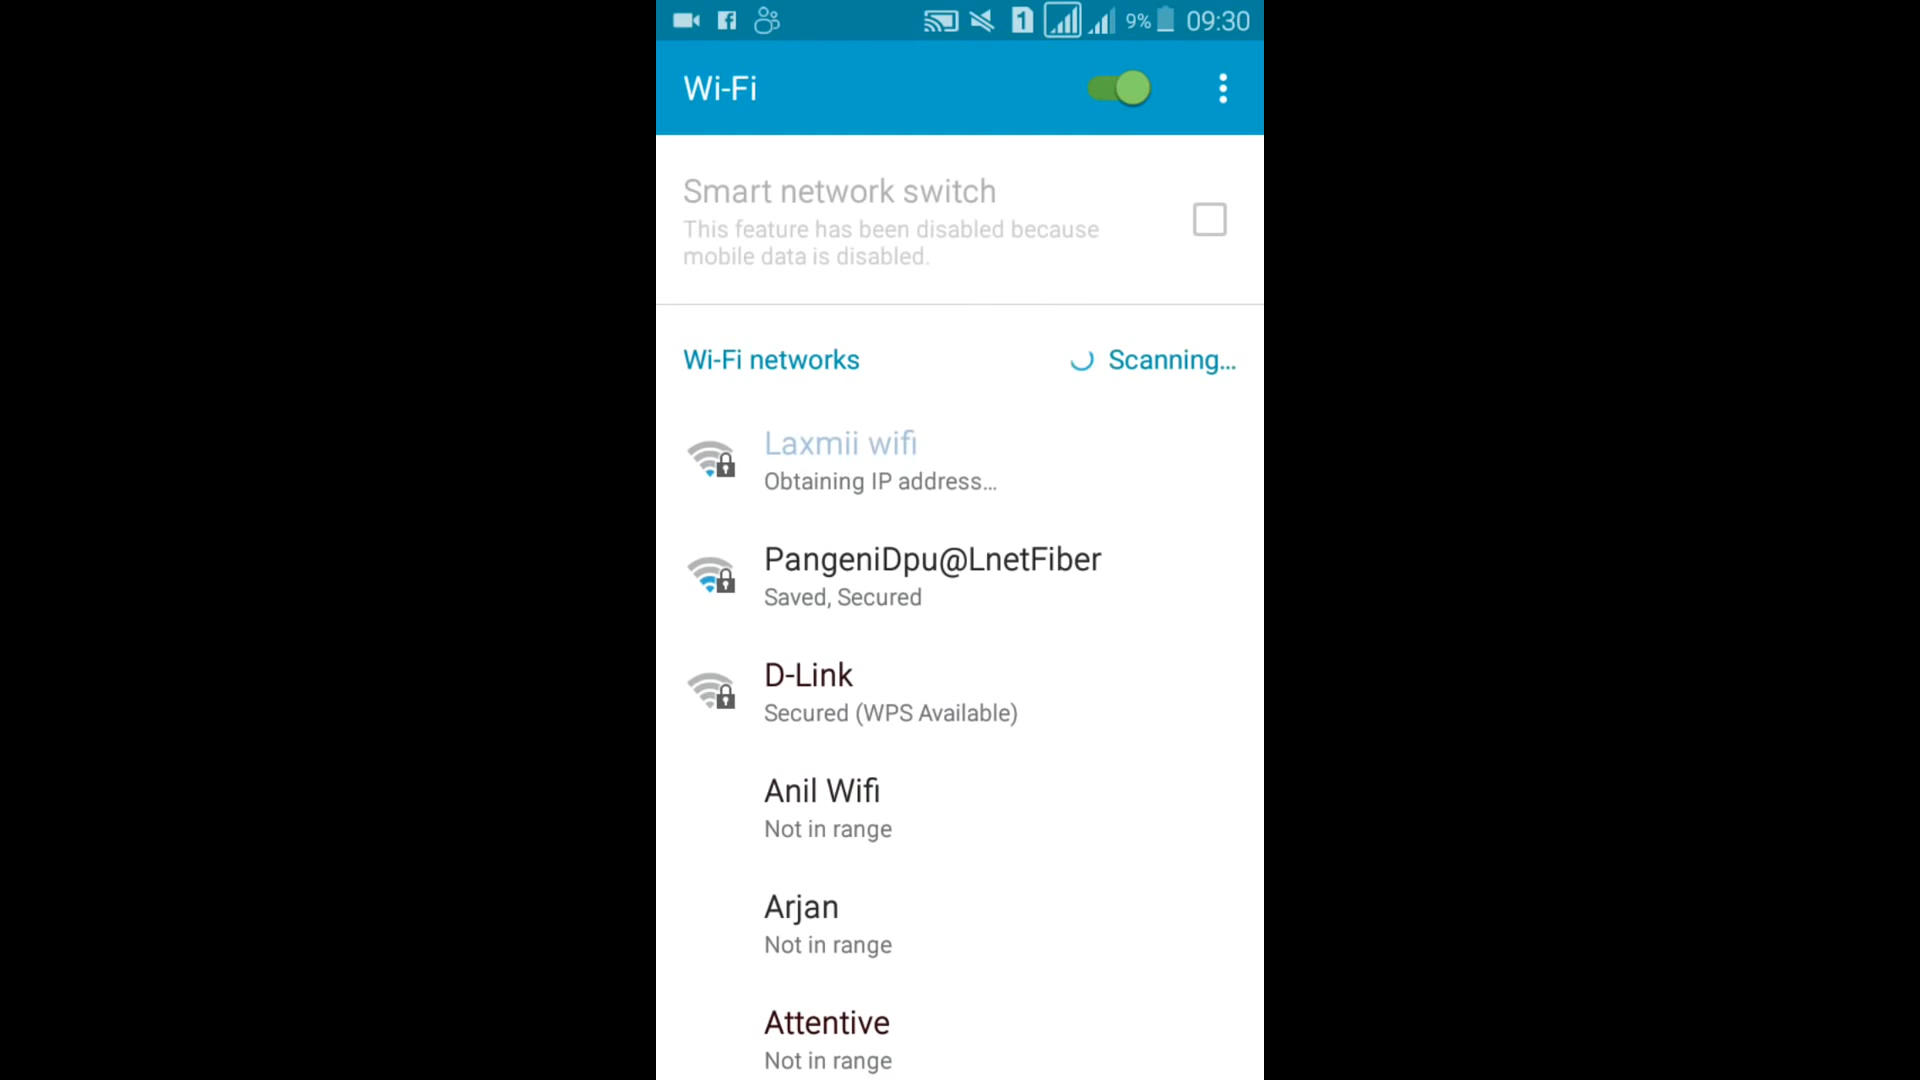 1 9% 09:30
Wi-Fi
Smart network switch
This feature has been disabled because
mobile data is disabled.
Wi-Fi networks Scanning...
Laxmii wifi
Obtaining IP address...
PangeniDpu@LnetFiber
Saved, Secured
D-Link
Secured (WPS Available)
Anil Wifi
Not in range
Arjan
Not in range
Attentive
Not in range